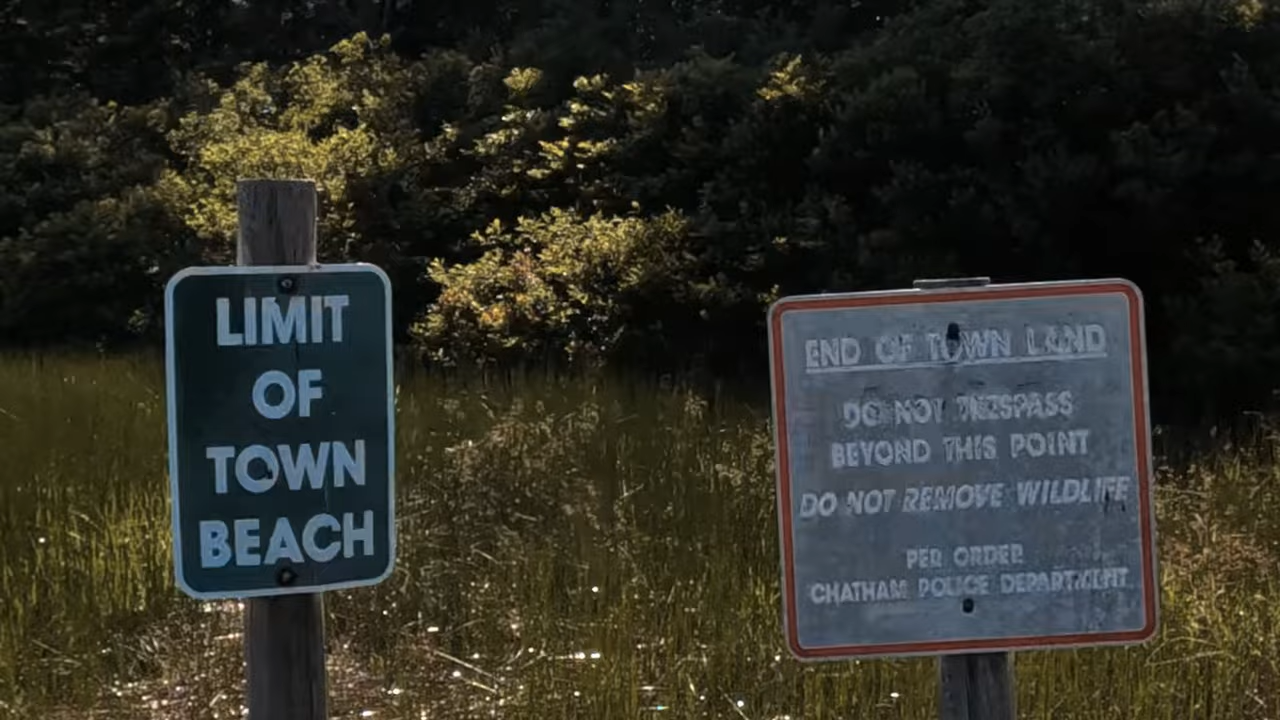 LIMIT
OF
TOWN
BEACH
END OF TOWN LAND
DO NOT TRESPASS
BEYOND THIS POINT
DO NOT REMOVE WILDLIFE
PER ORDER
CHATHAM POLICE DEPARTMENT